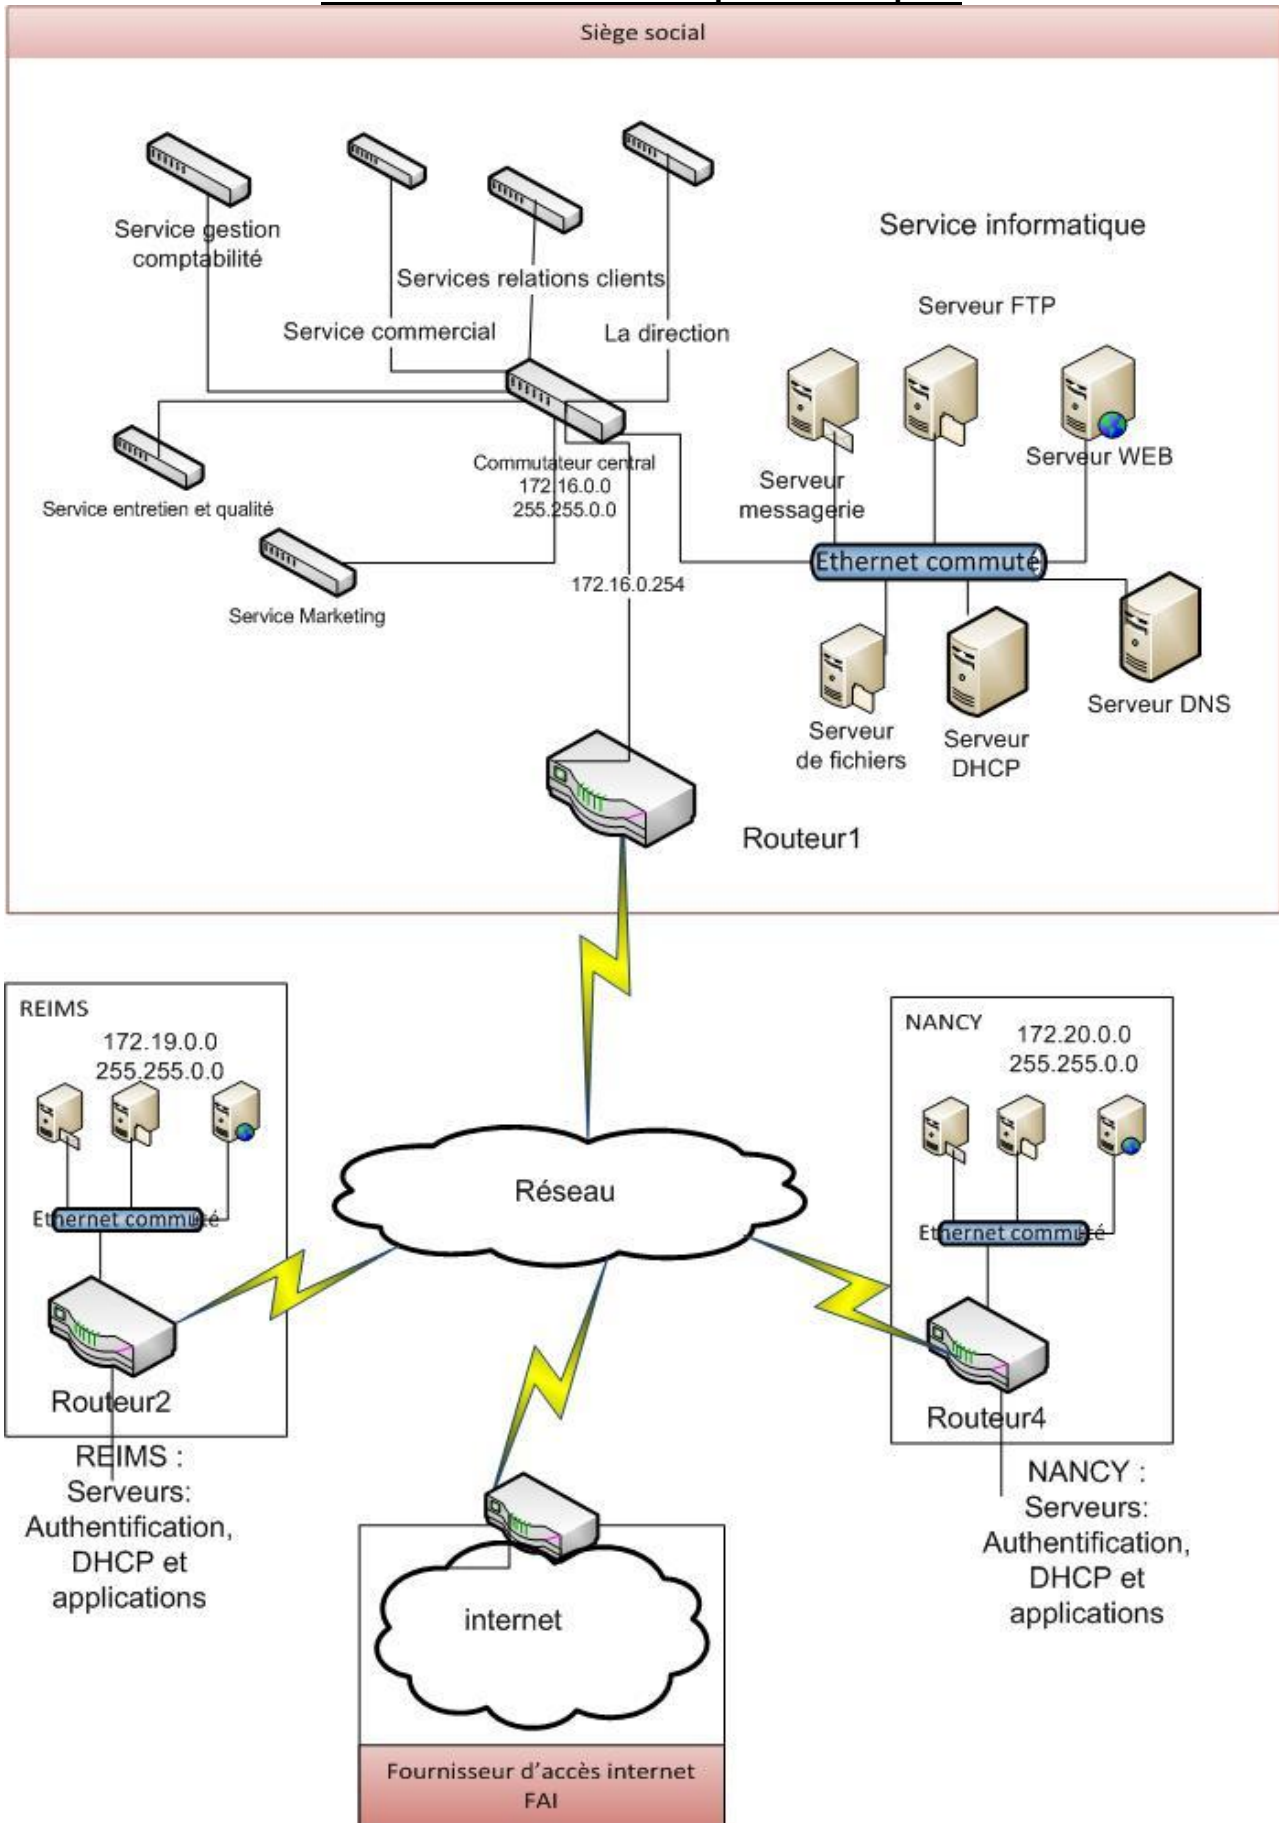 Siège social
Service gestion
comptabilité
Services relations clients
Service commercial
La direction
Service informatique
Serveur FTP
Serveur WEB
Serveur
messagerie
Commutateur central
172.16.0.0
255.255.0.0
Service entretien et qualité
Ethernet commuté
172.16.0.254
Service Marketing
Serveur
de fichiers
Serveur
DHCP
Serveur DNS
Routeur1
REIMS
172.19.0.0
255.255.0.0
Ethernet commuté
Routeur2
REIMS :
Serveurs:
Authentification,
DHCP et
applications
Réseau
NANCY
172.20.0.0
255.255.0.0
Ethernet commuté
Routeur4
NANCY :
Serveurs:
Authentification,
DHCP et
applications
internet
Fournisseur d'accès internet
FAI